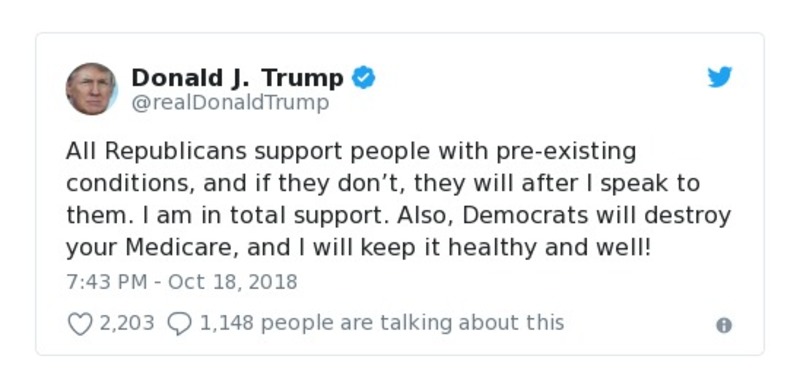 Donald J. Trump
@realDonaldTrump
All Republicans support people with pre-existing
conditions, and if they don’t, they will after I speak to
them. I am in total support. Also, Democrats will destroy
your Medicare, and I will keep it healthy and well!
7:43 PM - Oct 18, 2018
2,203 1,148 people are talking about this